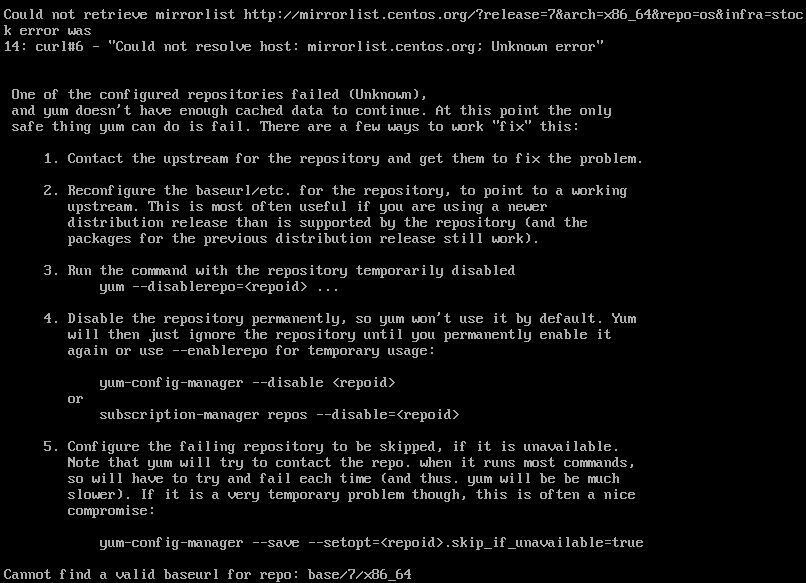 Could not retrieve mirrorlist http://mirrorlist.centos.org/?release=7&arch=x86_64&repo=os&infra=stoc
k error was
14: curl#6 - "Could not resolve host: mirrorlist.centos.org; Unknown error"
One of the configured repositories failed (Unknown),
and yum doesn't have enough cached data to continue. At this point the only
safe thing yum can do is fail. There are a few ways to work "fix" this:
1. Contact the upstream for the repository and get them to fix the problem.
2. Reconfigure the baseurl/etc. for the repository, to point to a working
upstream. This is most often useful if you are using a newer
distribution release than is supported by the repository (and the
packages for the previous distribution release still work).
3. Run the command with the repository temporarily disabled
yum --disablerepo=<repoid> ...
4. Disable the repository permanently, so yum won't use it by default. Yum
will then just ignore the repository until you permanently enable it
again or use --enablerepo for temporary usage:
yum-config-manager --disable <repoid>
or
subscription-manager repos --disable=<repoid>
5. Configure the failing repository to be skipped, if it is unavailable.
Note that yum will try to contact the repo. when it runs most commands,
so will have to try and fail each time (and thus. yum will be be much
slower). If it is a very temporary problem though, this is often a nice
compromise:
yum-config-manager --save --setopt=<repoid>.skip_if_unavailable=true
Cannot find a valid baseurl for repo: base/7/x86_64